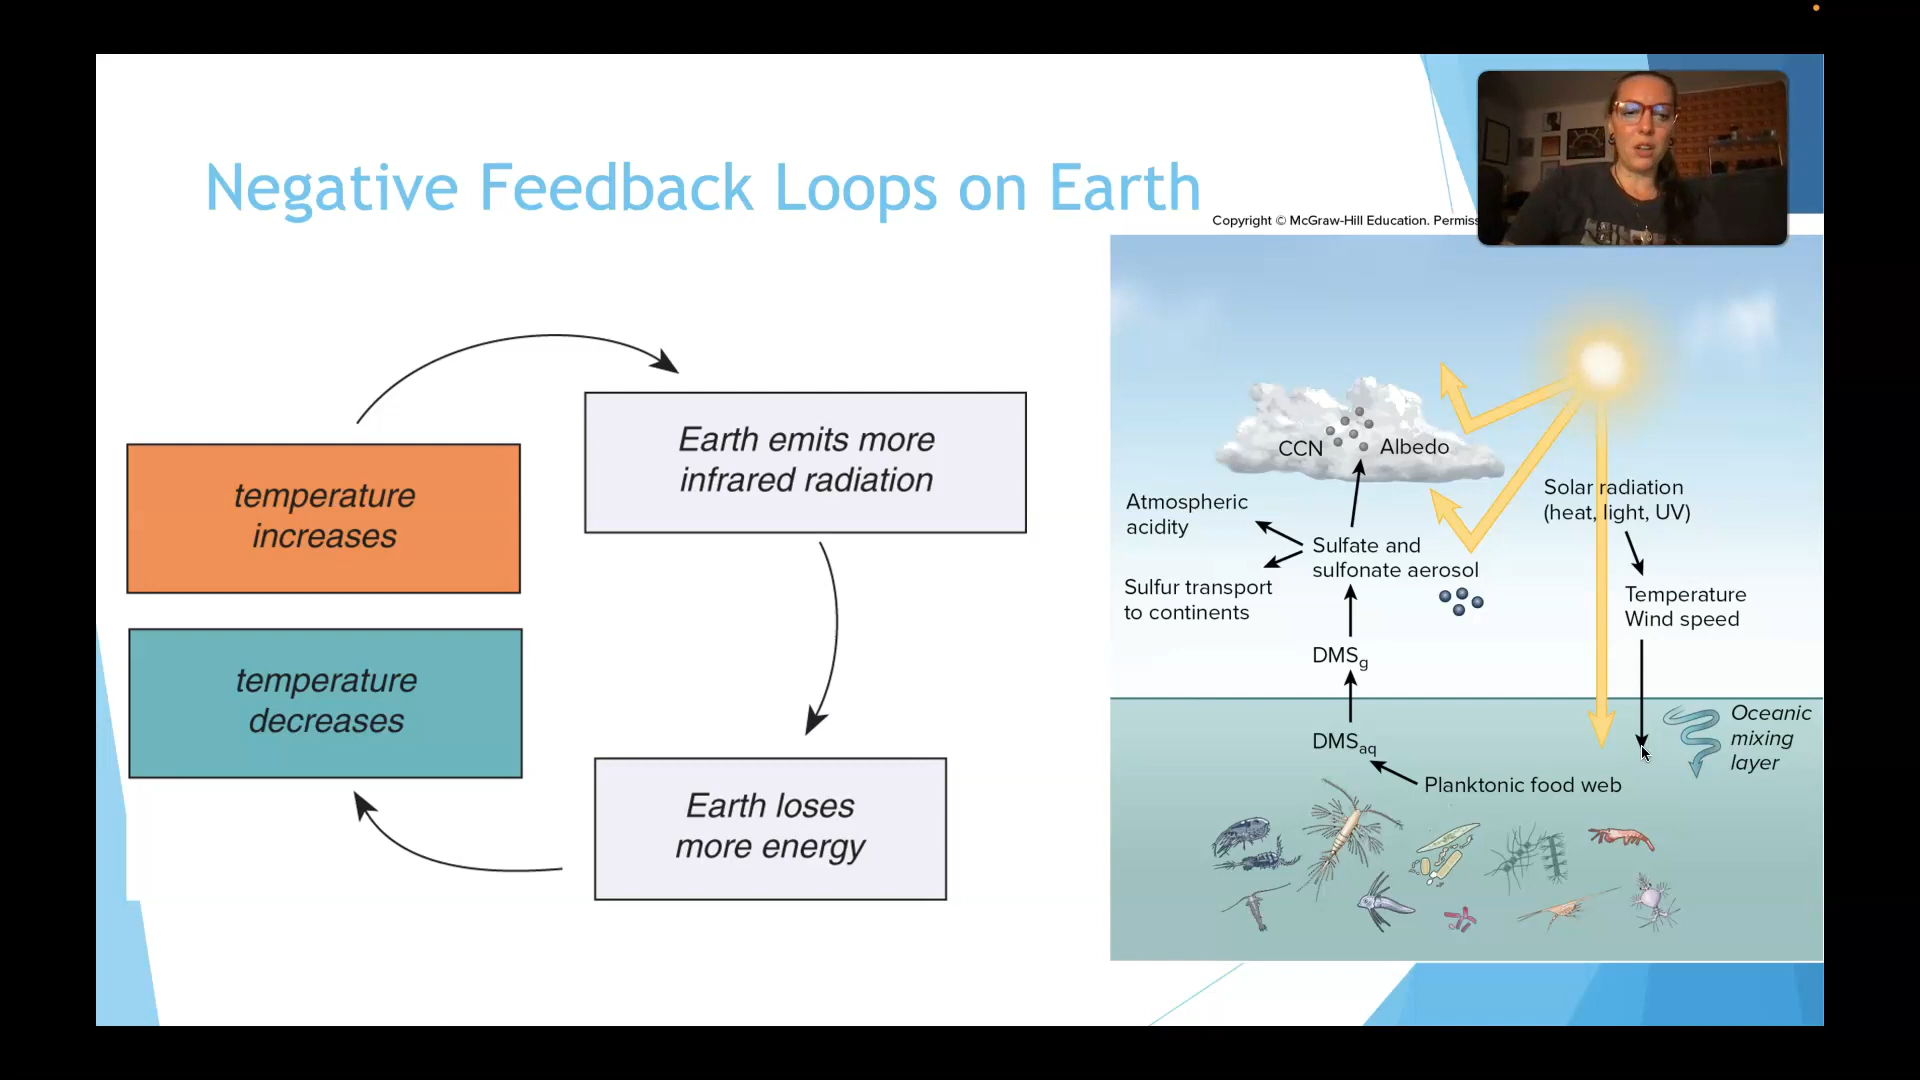 Negative Feedback Loops on Earth
Copyright © McGraw-Hill Education.
temperature
increases
Earth emits more
infrared radiation
temperature
decreases
Earth loses
more energy
CCN
Albedo
Atmospheric
acidity
Solar radiation
(heat, light, UV)
Sulfate and
sulfonate aerosol
Sulfur transport
to continents
Temperature
Wind speed
DMSg
DMSaq
Oceanic
mixing
layer
Planktonic food web